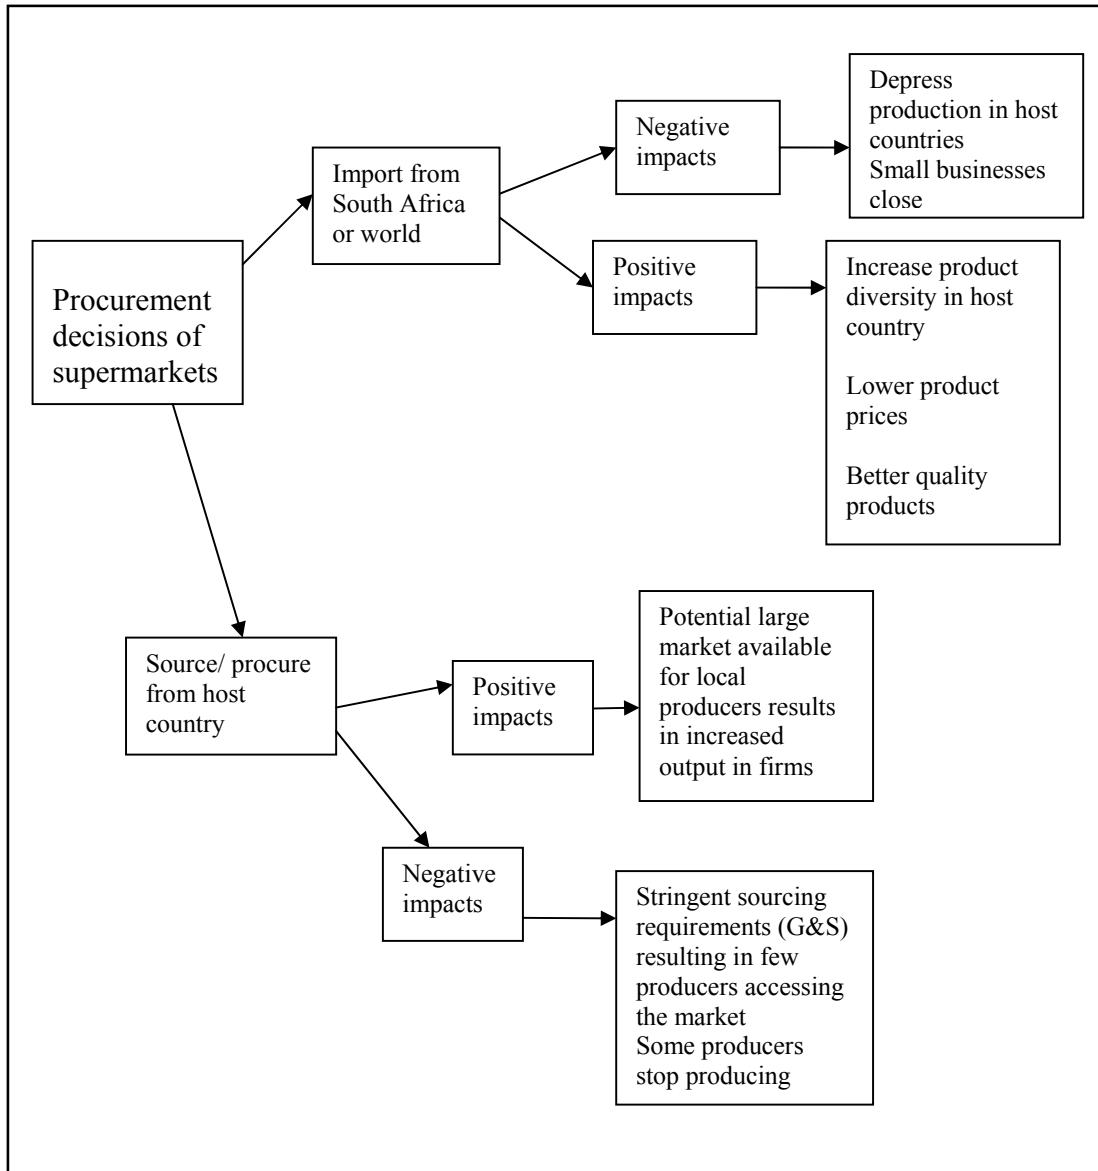 Procurement
decisions of
supermarkets
Import from
South Africa
or world
Negative
impacts
Depress
production in host
countries
Small businesses
close
Positive
impacts
Increase product
diversity in host
country
Lower product
prices
Better quality
products
Source/ procure
from host
country
Positive
impacts
Potential large
market available
for local
producers results
in increased
output in firms
Negative
impacts
Stringent sourcing
requirements (G&S)
resulting in few
producers accessing
the market
Some producers
stop producing